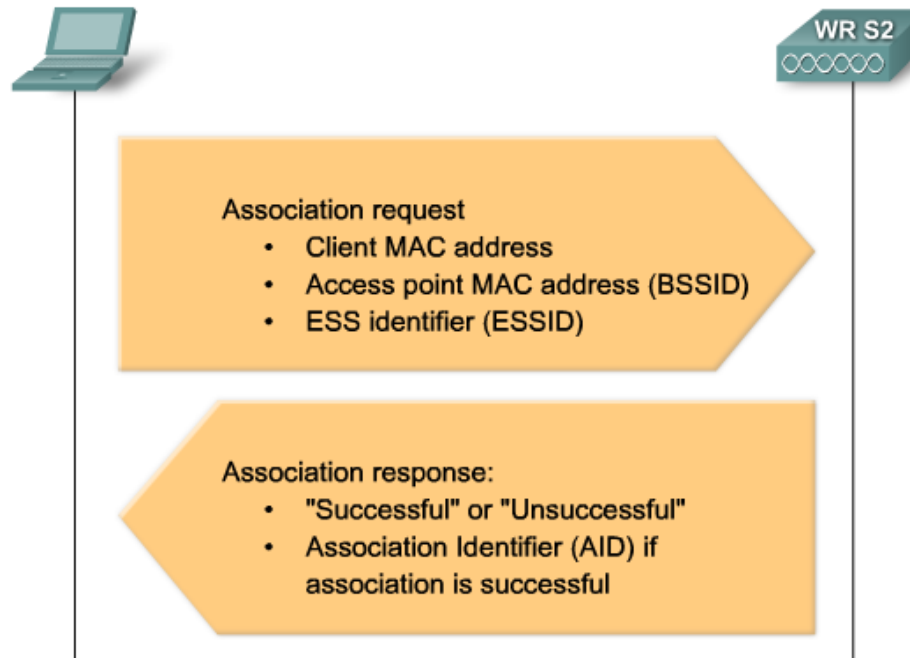 WR S2
Association request
• Client MAC address
• Access point MAC address (BSSID)
• ESS identifier (ESSID)
Association response:
• "Successful" or "Unsuccessful"
• Association Identifier (AID) if
association is successful